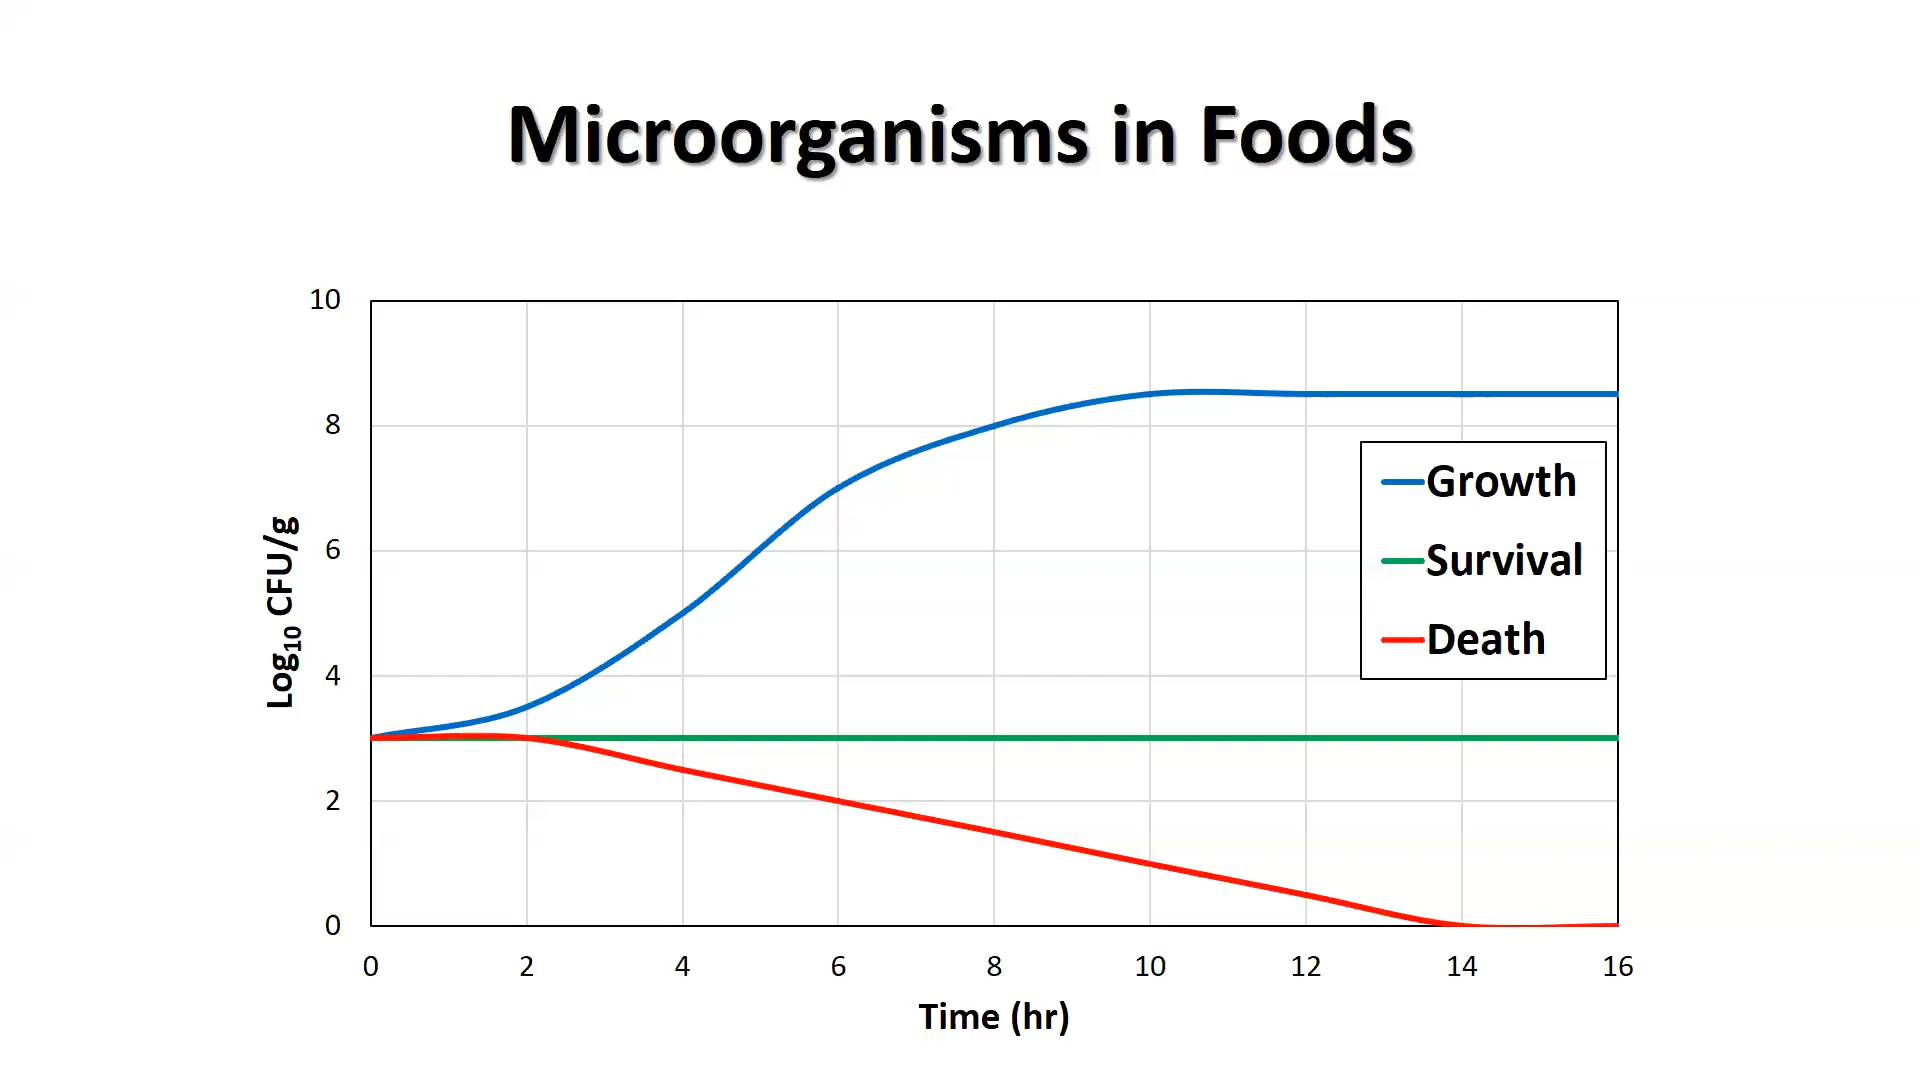 Microorganisms in Foods
10
8
6
4
2
0
Log₁₀ CFU/g
Growth
Survival
Death
0 2 4 6 8 10 12 14 16
Time (hr)